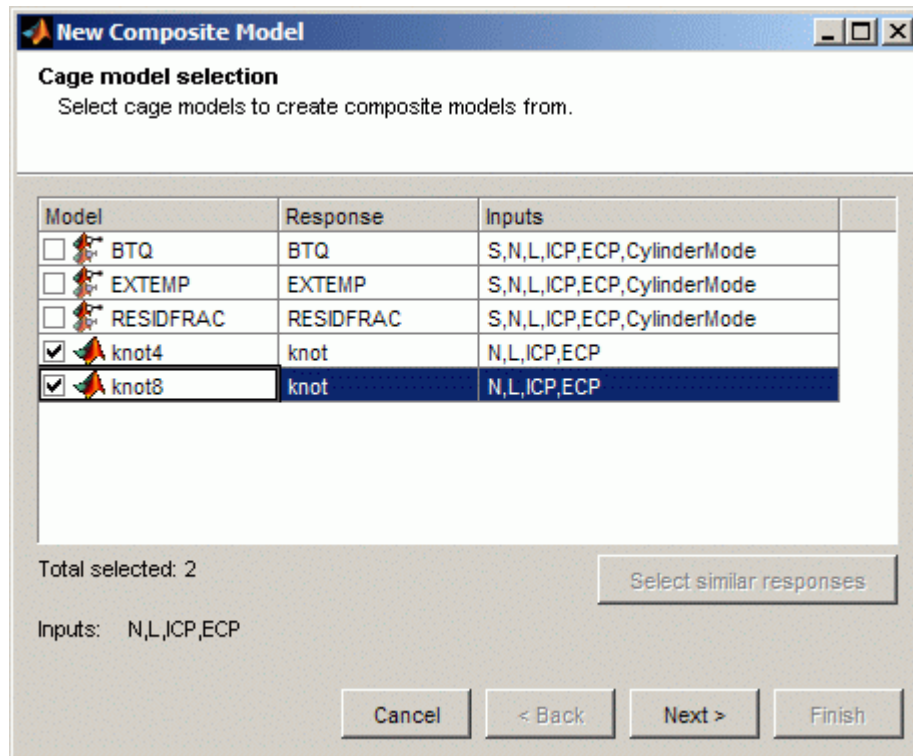 New Composite Model
Cage model selection
Select cage models to create composite models from.
Model Response Inputs
BTQ BTQ S,N,L,ICP,ECP,CylinderMode
EXTEMP EXTEMP S,N,L,ICP,ECP,CylinderMode
RESIDFRAC RESIDFRAC S,N,L,ICP,ECP,CylinderMode
knot4 knot N,L,ICP,ECP
knot8 knot N,L,ICP,ECP
Total selected: 2
Select similar responses
Inputs: N,L,ICP,ECP
Cancel < Back Next > Finish